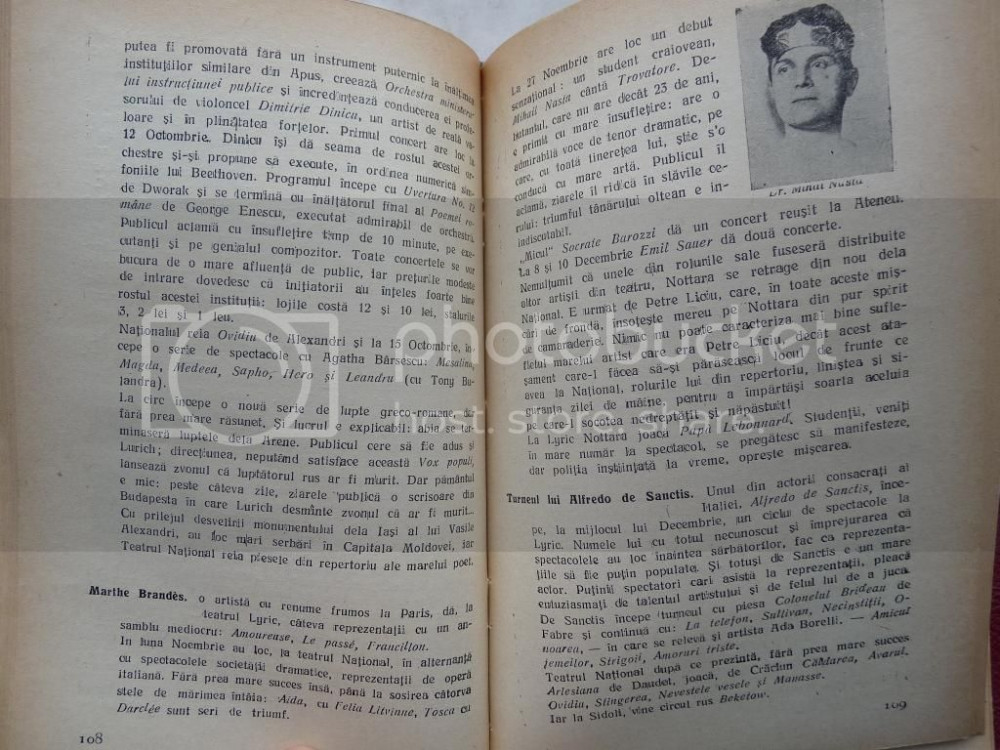 putea fi promovată fără un instrument puternic la înălțimea
instituțiilor similare din Apus, creează Orchestra ministeru-
lui instrucțiunei publice și încredințează conducerea ei profe-
sorului de violoncel Dimitrie Dinicu, un artist de reală va-
loare și în plinătatea forțelor. Primul concert are loc la
12 Octombrie. Dinicu își dă seama de rostul acestei or-
chestre și-și propune să execute, în ordinea numerică sim-
foniile lui Beethoven. Programul începe cu Uvertura No. 12
de Dworak și se termină cu înălțătorul final al Poemei ro-
mâne de George Enescu, executat admirabil de orchestră.
Publicul aclamă cu însuflețire timp de 10 minute, pe exe-
cutanți și pe genialul compozitor. Toate concertele se vor
bucura de o mare afluență de public, iar prețurile modeste
de intrare dovedesc că inițiatorii au înțeles foarte bine
rostul acestei instituții: lojile costă 12 și 10 lei, stalurile
3, 2 lei și 1 leu.
Naționalul reia Ovidiu de Alexandri și la 15 Octombrie, în-
cepe o serie de spectacole cu Agatha Bârsescu: Mesalina,
Magda, Medeea, Sapho, Hero și Leandru (cu Tony Bu-
landra).
La circ începe o nouă serie de lupte greco-romane, dar
fără prea mare răsunet. Și lucrul e explicabil: abia se ter-
minaseră luptele dela Arene. Publicul cere să fie adus și
Lurich; direcțiunea, neputând satisface această Vox populi,
lansează zvonul că luptătorul rus ar fi murit. Dar pământul
e mic: peste câteva zile, ziarele publică o scrisoare din
Budapesta în care Lurich desminte zvonul că ar fi murit...
Cu prilejul desvelirii monumentului dela Iași al lui Vasile
Alexandri, au loc mari serbări în Capitala Moldovei, iar
Teatrul Național reia piesele din repertoriu ale marelui poet.
Marthe Brandès. o artistă cu renume frumos la Paris, dă, la
teatrul Lyric, câteva reprezentații cu un an-
samblu mediocru: Amourease, Le passé, Francillon.
In luna Noembrie au loc, la teatrul Național, în alternanță
cu spectacolele societății dramatice, reprezentații de operă
italiană. Fără prea mare succes însă, până la sosirea câtorva
stele de mărimea întâia: Aida, cu Felia Litvinne, Tosca cu
Darclée sunt seri de triumf.
108
La 27 Noembrie are loc un debut
senzațional: un student craiovean,
Mihail Nasta cântă Trovatore. De-
butantul, care nu are decât 23 de ani,
e primit cu mare însuflețire: are o
admirabilă voce de tenor dramatic, pe
care, cu toată tinerețea lui, știe s'o
conducă cu mare artă. Publicul îl
aclamă, ziarele îl ridică în slăvile ce-
rului: triumful tânărului oltean e in-
indiscutabil.
Dr. Mihail Nasta
„Micul" Socrate Barozzi dă un concert reușit la Ateneu.
La 8 și 10 Decembrie Emil Sauer dă două concerte.
Nemulțumit că unele din rolurile sale fuseseră distribuite
altor artiști din teatru, Nottara se retrage din nou dela
Național. E urmat de Petre Liciu, care, în toate aceste miș-
cări de frondă, însoțește mereu pe Nottara din pur spirit
de camaraderie. Nimic nu poate caracteriza mai bine sufle-
tul marelui artist care era Petre Liciu, decât acest ata-
șament care-l făcea să-și părăsească locul de frunte ce
avea la Național, rolurile lui din repertoriu, liniștea și si-
guranța zilei de mâine, pentru a împărtăși soarta aceluia
pe care îl socotea nedreptății și năpăstuit!
La Lyric Nottara joacă Papà Lebonnard. Studenții, veniți
în mare număr la spectacol, se pregătesc să manifesteze,
dar poliția înștiințată la vreme, oprește mișcarea.
Turneul lui Alfredo de Sanctis. Unul din actorii consacrați al
Italiei, Alfredo de Sanctis, înce-
pe, la mijlocul lui Decembrie, un ciclu de spectacole la
Lyric. Numele lui cu totul necunoscut și împrejurarea că
spectacolele au loc înaintea sărbătorilor, fac ca reprezenta-
țiile să fie puțin populate. Și totuși de Sanctis e un mare
actor. Puținii spectatori cari asistă la reprezentații, pleacă
entuziasmați de talentul artistului și de felul lui de a juca.
De Sanctis începe turneul cu piesa Colonelul Brideau de
Fabre și continuă cu: La telefon, Sullivan, Necinstiții, O-
noarea, — în care se relevă și artista Ada Borelli. — Amicul
femeilor, Strigoii, Amoruri triste.
Teatrul Național după ce prezintă, fără prea mare succes
Arlesiana de Daudet, joacă, de Crăciun Căldarea, Avarul,
Ovidiu, Stingerea, Nevestele vesele și Manasse.
Iar la Sidoli, vine circul rus Beketow.
109
photobucket
host. store. share.